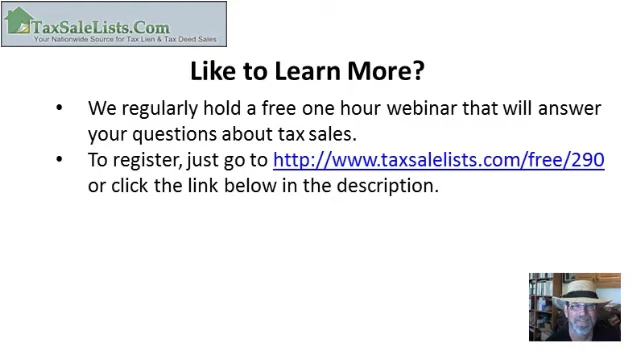 TaxSaleLists.Com
Your Nationwide Source for Tax Lien & Tax Deed Sales
Like to Learn More?
• We regularly hold a free one hour webinar that will answer
your questions about tax sales.
• To register, just go to http://www.taxsalelists.com/free/290
or click the link below in the description.